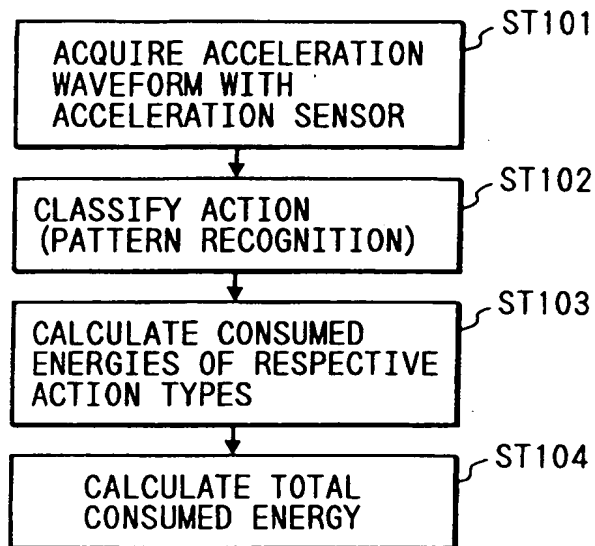 ST101
ACQUIRE ACCELERATION
WAVEFORM WITH
ACCELERATION SENSOR
ST102
CLASSIFY ACTION
(PATTERN RECOGNITION)
ST103
CALCULATE CONSUMED
ENERGIES OF RESPECTIVE
ACTION TYPES
ST104
CALCULATE TOTAL
CONSUMED ENERGY